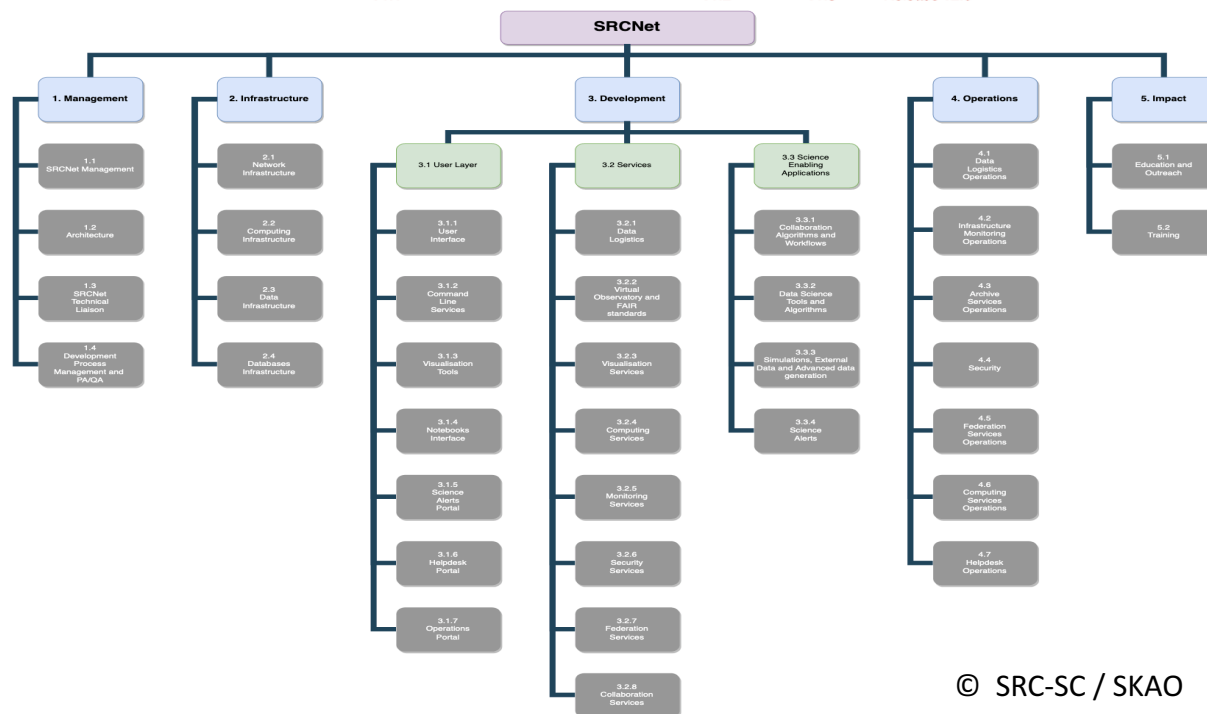 SRCNet
1. Management
2. Infrastructure
3. Development
4. Operations
5. Impact
1.1
SRCNet Management
1.2
Architecture
1.3
SRCNet
Technical
Liaison
1.4
Development
Process
Management and
PA/QA
2.1
Network
Infrastructure
2.2
Computing
Infrastructure
2.3
Data
Infrastructure
2.4
Databases
Infrastructure
3.1 User Layer
3.1.1
User
Interface
3.1.2
Command
Line
Services
3.1.3
Visualisation
Tools
3.1.4
Notebooks
Interface
3.1.5
Science
Alerts
Portal
3.1.6
Helpdesk
Portal
3.1.7
Operations
Portal
3.2 Services
3.2.1
Data
Logistics
3.2.2
Virtual
Observatory and
FAIR
standards
3.2.3
Visualisation
Services
3.2.4
Computing
Services
3.2.5
Monitoring
Services
3.2.6
Security
Services
3.2.7
Federation
Services
3.2.8
Collaboration
Services
3.3 Science
Enabling
Applications
3.3.1
Collaboration
Algorithms and
Workflows
3.3.2
Data Science
Tools and
Algorithms
3.3.3
Simulations, External
Data and Advanced data
generation
3.3.4
Science
Alerts
4.1
Data
Logistics
Operations
4.2
Infrastructure
Monitoring
Operations
4.3
Archive
Services
Operations
4.4
Security
4.5
Federation
Services
Operations
4.6
Computing
Services
Operations
4.7
Helpdesk
Operations
5.1
Education and
Outreach
5.2
Training
© SRC-SC / SKAO